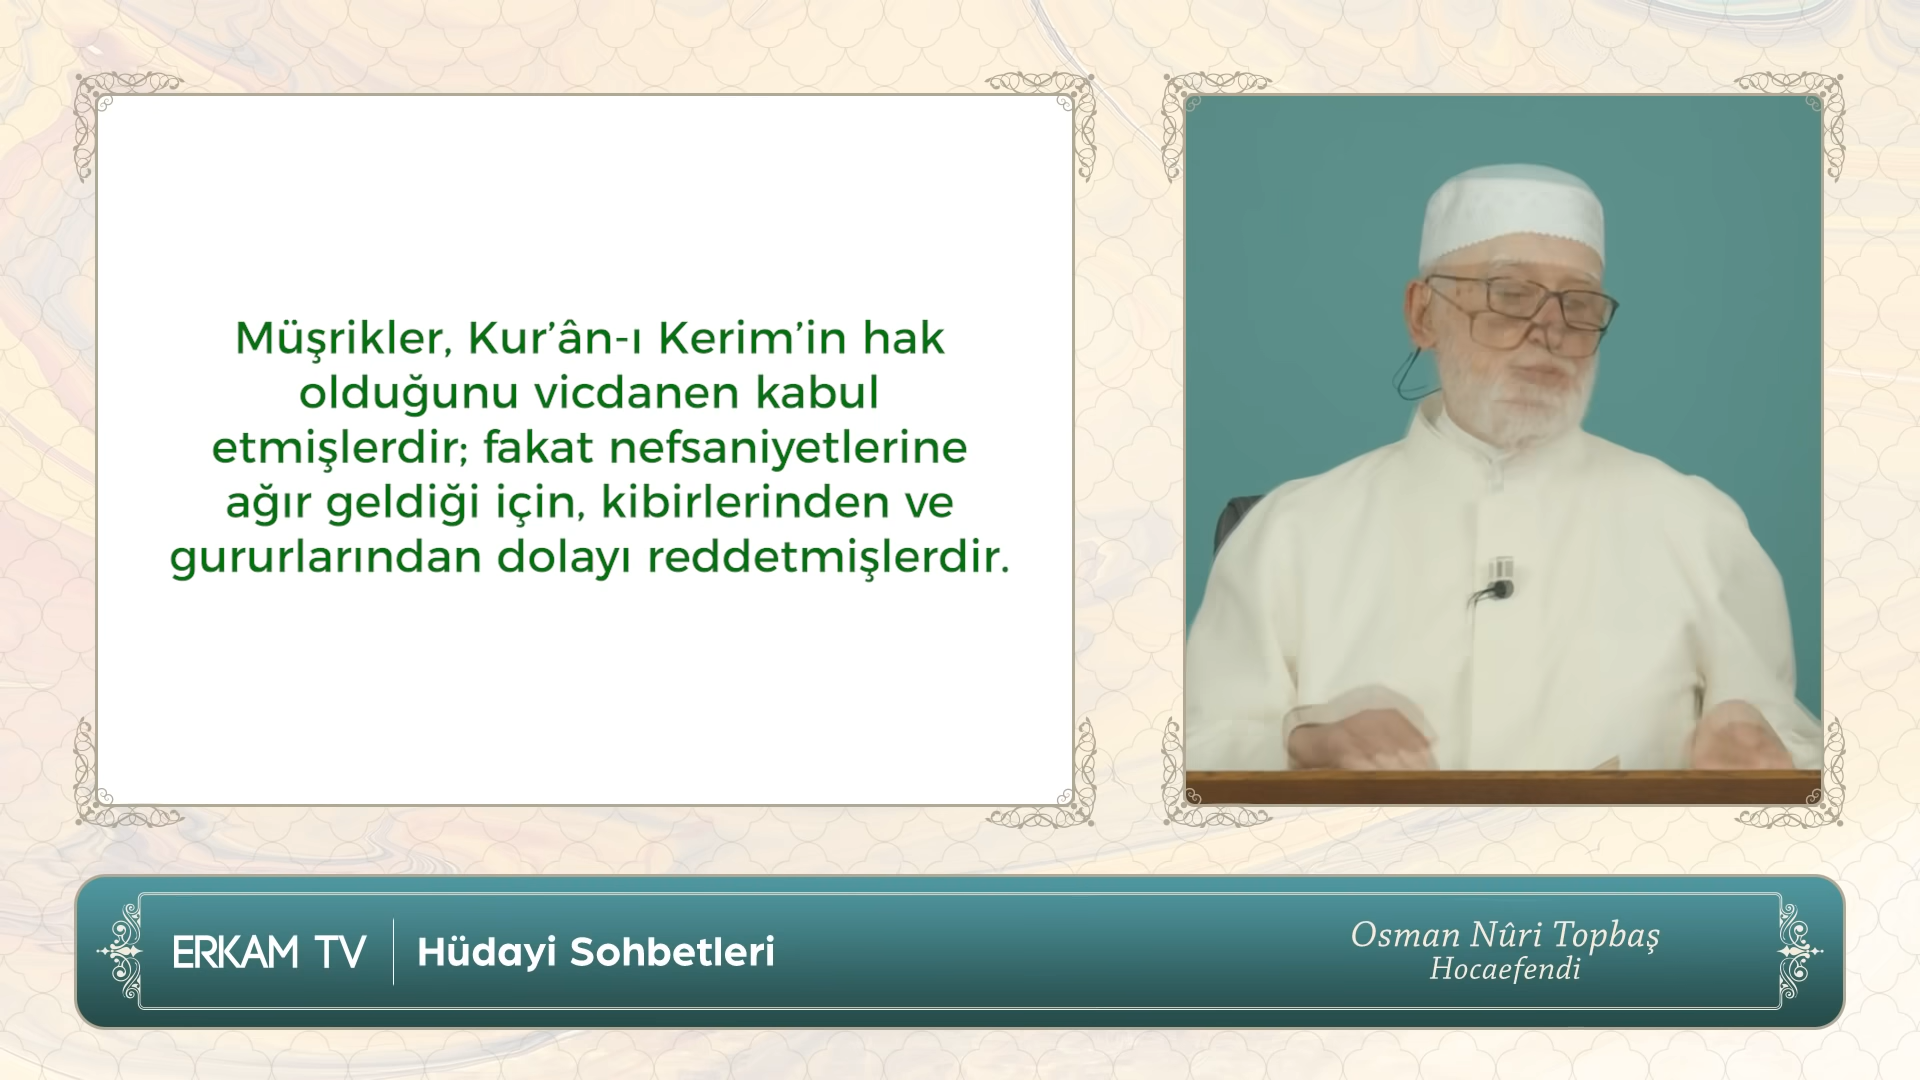 Müşrikler, Kur’ân-ı Kerim’in hak
olduğunu vicdanen kabul
etmişlerdir; fakat nefsaniyetlerine
ağır geldiği için, kibirlerinden ve
gururlarından dolayı reddetmişlerdir.
ERKAM TV
Hüdayi Sohbetleri
Osman Nûri Topbaş
Hocaefendi